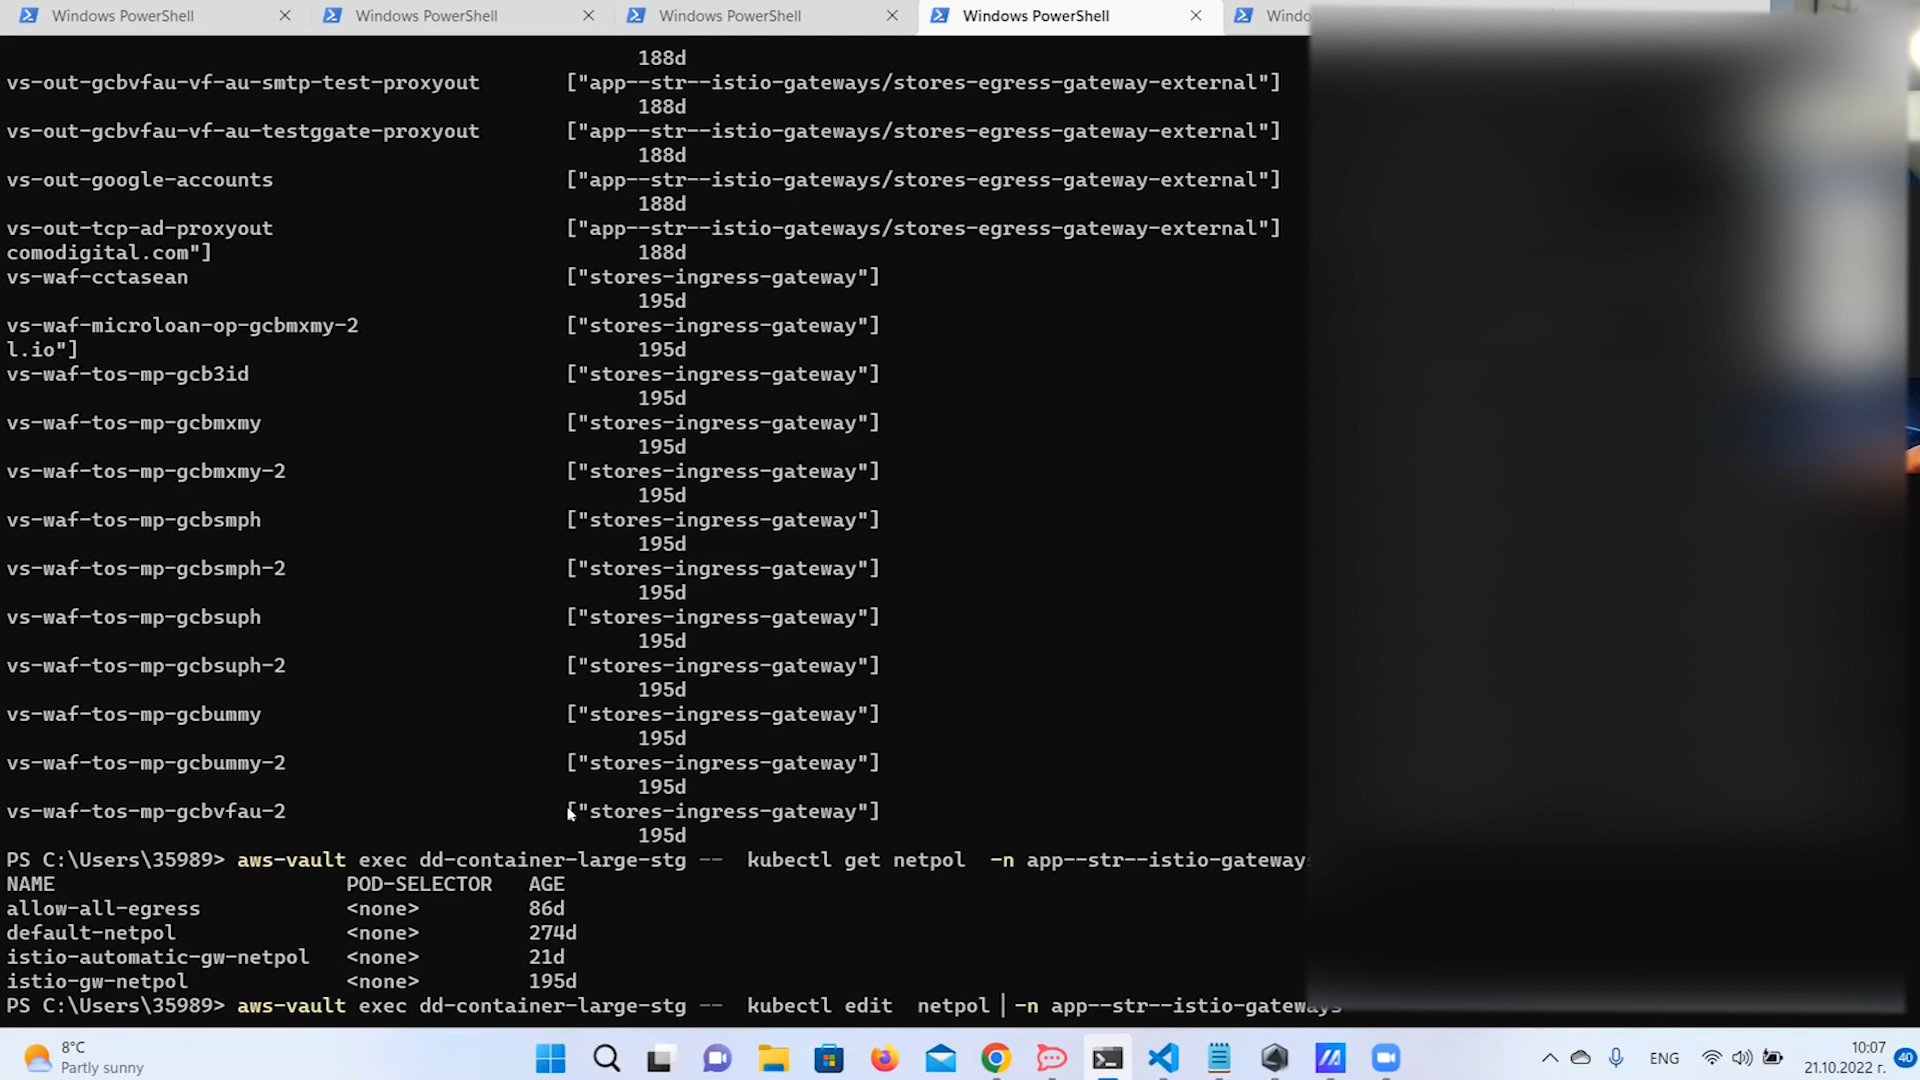 Windows PowerShell
Windows PowerShell
Windows PowerShell
Windows PowerShell
188d
vs-out-gcbvfau-vf-au-smtp-test-proxyout ["app--str--istio-gateways/stores-egress-gateway-external"]
188d
vs-out-gcbvfau-vf-au-testggate-proxyout ["app--str--istio-gateways/stores-egress-gateway-external"]
188d
vs-out-google-accounts ["app--str--istio-gateways/stores-egress-gateway-external"]
188d
vs-out-tcp-ad-proxyout ["app--str--istio-gateways/stores-egress-gateway-external"]
comodigital.com"] 188d
vs-waf-cctasean ["stores-ingress-gateway"]
195d
vs-waf-microloan-op-gcbmxmy-2 ["stores-ingress-gateway"]
l.io"] 195d
vs-waf-tos-mp-gcb3id ["stores-ingress-gateway"]
195d
vs-waf-tos-mp-gcbmxmy ["stores-ingress-gateway"]
195d
vs-waf-tos-mp-gcbmxmy-2 ["stores-ingress-gateway"]
195d
vs-waf-tos-mp-gcbsmph ["stores-ingress-gateway"]
195d
vs-waf-tos-mp-gcbsmph-2 ["stores-ingress-gateway"]
195d
vs-waf-tos-mp-gcbsuph ["stores-ingress-gateway"]
195d
vs-waf-tos-mp-gcbsuph-2 ["stores-ingress-gateway"]
195d
vs-waf-tos-mp-gcbummy ["stores-ingress-gateway"]
195d
vs-waf-tos-mp-gcbummy-2 ["stores-ingress-gateway"]
195d
vs-waf-tos-mp-gcbvfau-2 ["stores-ingress-gateway"]
195d
PS C:\Users\35989> aws-vault exec dd-container-large-stg -- kubectl get netpol -n app--str--istio-gateways
NAME POD-SELECTOR AGE
allow-all-egress <none> 86d
default-netpol <none> 274d
istio-automatic-gw-netpol <none> 21d
istio-gw-netpol <none> 195d
PS C:\Users\35989> aws-vault exec dd-container-large-stg -- kubectl edit netpol -n app--str--istio-gateways
8°C
Partly sunny
ENG
10:07
21.10.2022 г.
40